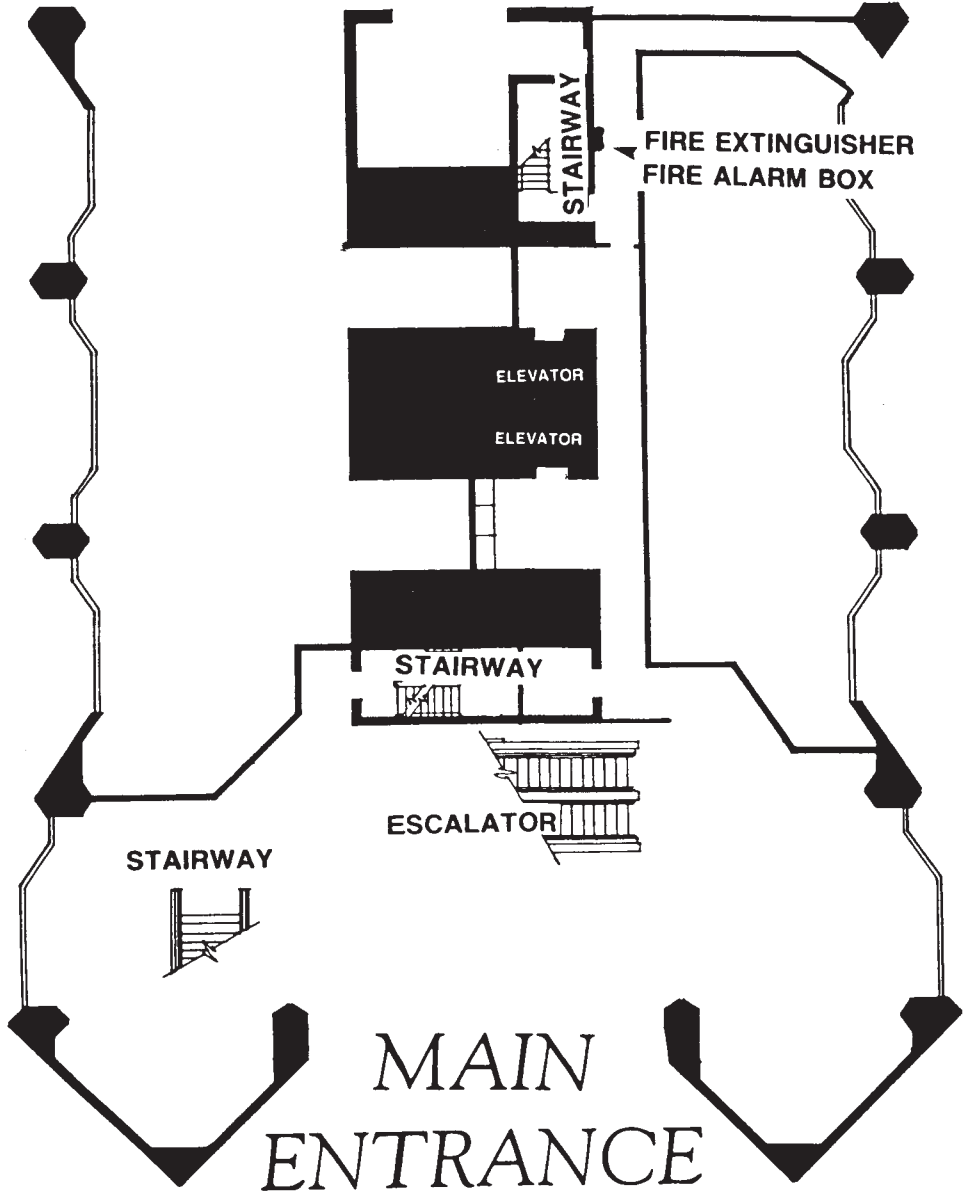 STAIRWAY
FIRE EXTINGUISHER
FIRE ALARM BOX
ELEVATOR
ELEVATOR
STAIRWAY
ESCALATOR
STAIRWAY
MAIN
ENTRANCE